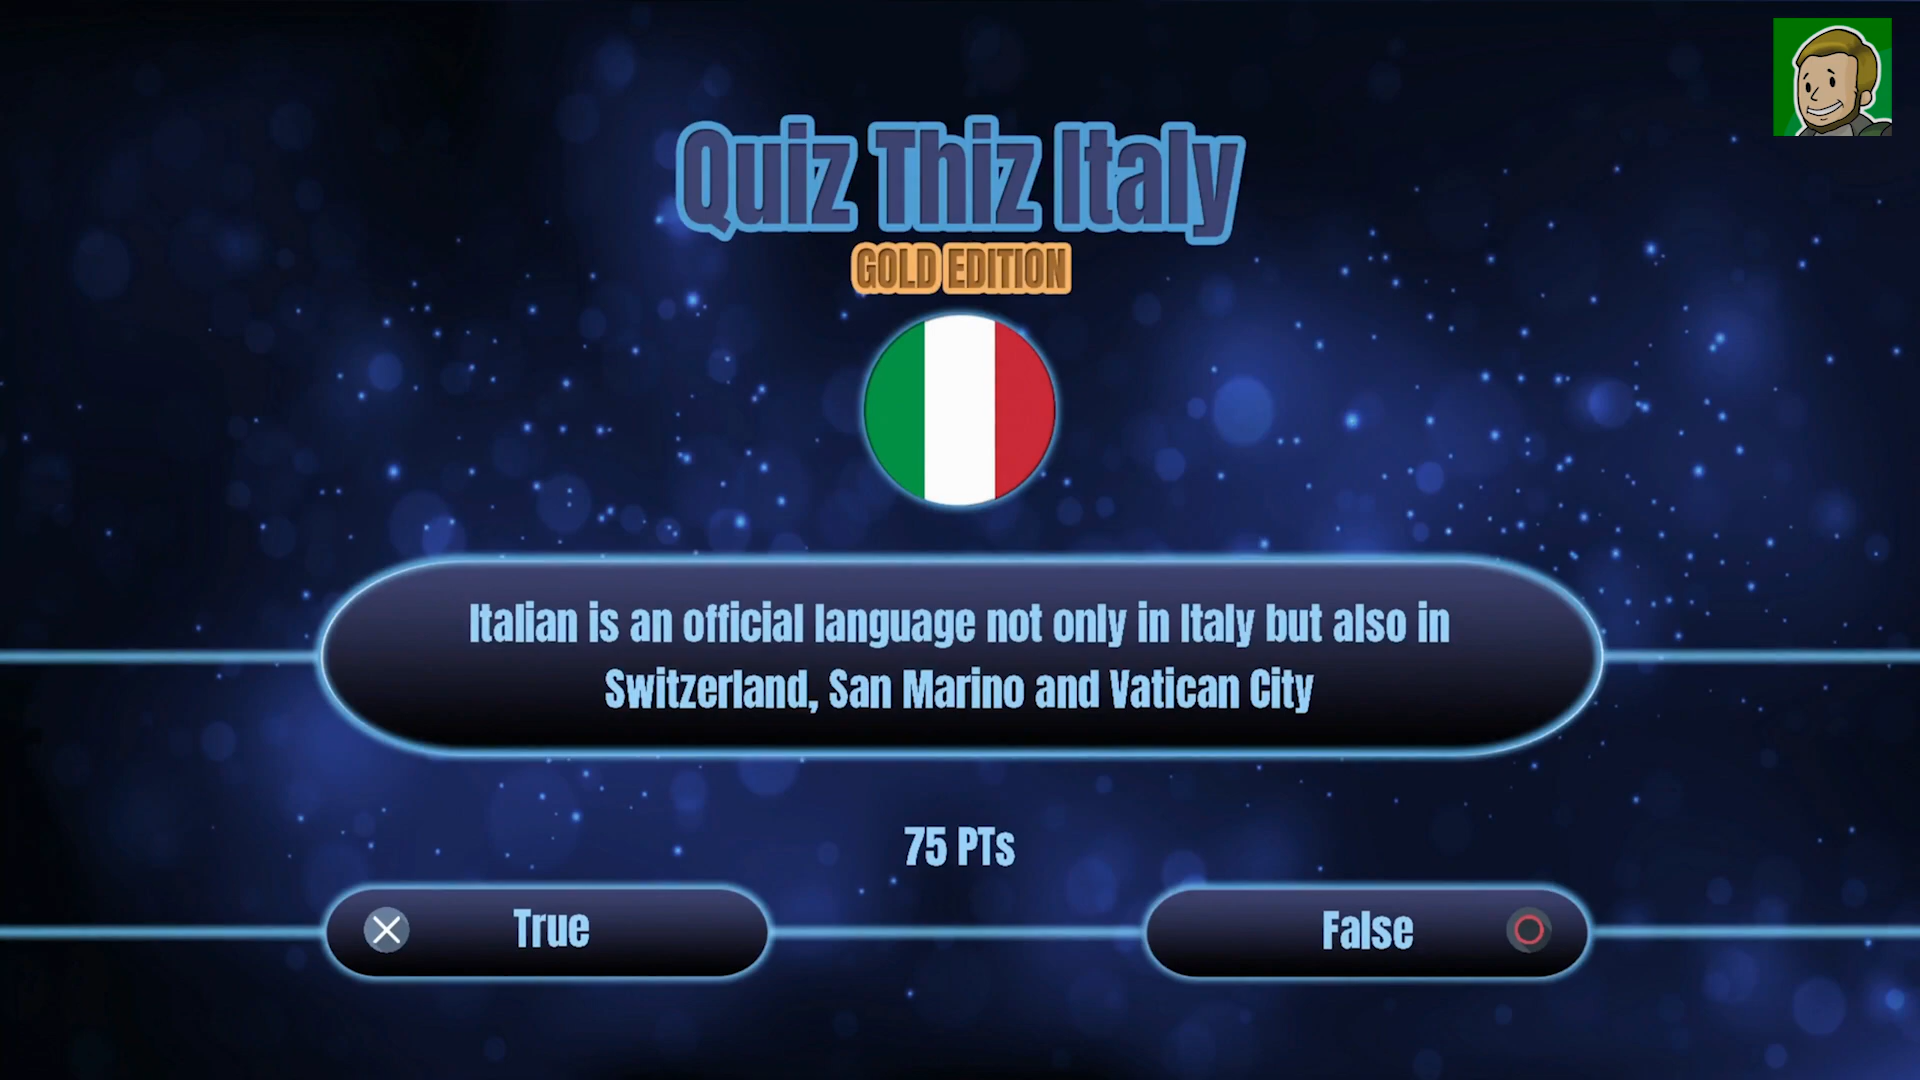 Quiz Thiz Italy
GOLD EDITION
Italian is an official language not only in Italy but also in
Switzerland, San Marino and Vatican City
75 PTs
True
False